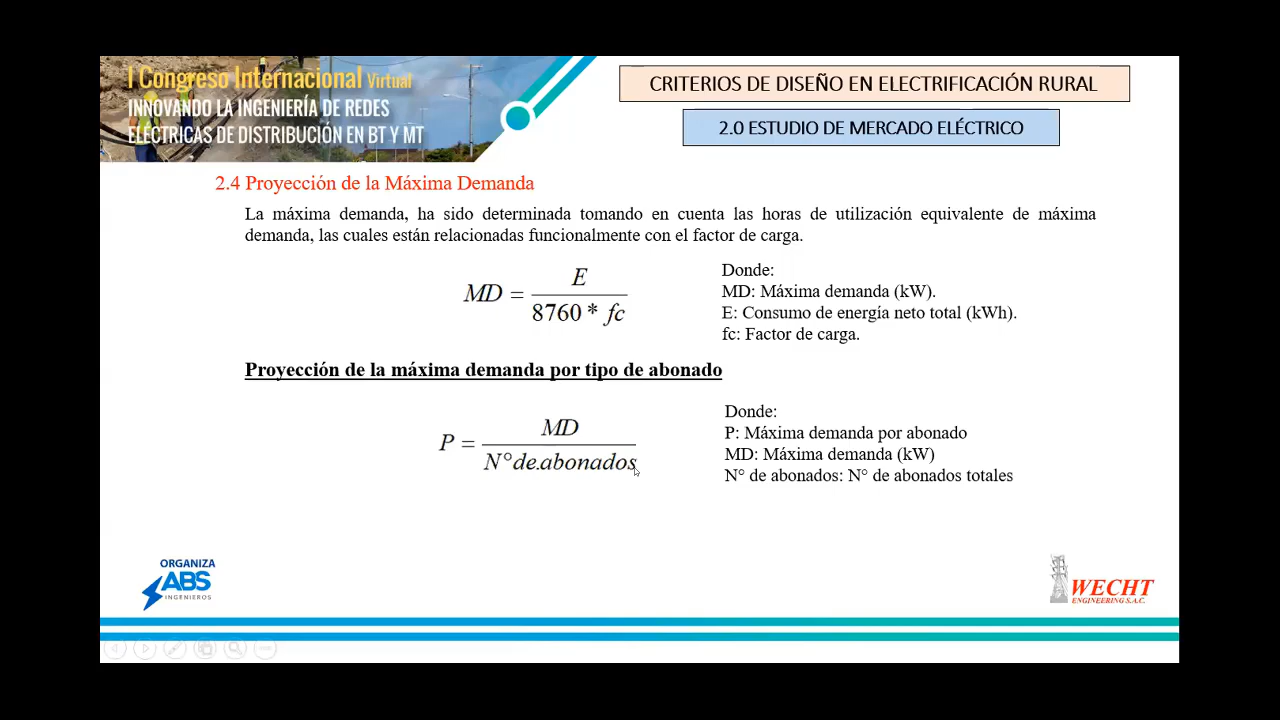 I Congreso Internacional Virtual
INNOVANDO LA INGENIERÍA DE REDES
ELÉCTRICAS DE DISTRIBUCIÓN EN BT Y MT
CRITERIOS DE DISEÑO EN ELECTRIFICACIÓN RURAL
2.0 ESTUDIO DE MERCADO ELÉCTRICO
2.4 Proyección de la Máxima Demanda
La máxima demanda, ha sido determinada tomando en cuenta las horas de utilización equivalente de máxima
demanda, las cuales están relacionadas funcionalmente con el factor de carga.
MD = E / 8760 * fc
Donde:
MD: Máxima demanda (kW).
E: Consumo de energía neto total (kWh).
fc: Factor de carga.
Proyección de la máxima demanda por tipo de abonado
P = MD / N°de.abonados
Donde:
P: Máxima demanda por abonado
MD: Máxima demanda (kW)
N° de abonados: N° de abonados totales
ORGANIZA
ABS
INGENIEROS
WECHT
ENGINEERING S.A.C.